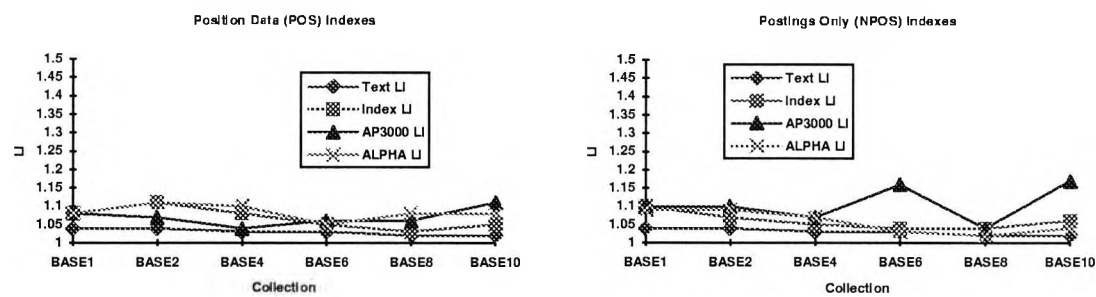 Position Data (POS) Indexes
1.5
1.45
1.4
1.35
1.3
1.25
1.2
1.15
1.1
1.05
1
LI
Text LI
Index LI
AP3000 LI
ALPHA LI
BASE1 BASE2 BASE4 BASE6 BASE8 BASE10
Collection
Postings Only (NPOS) Indexes
1.5
1.45
1.4
1.35
1.3
1.25
1.2
1.15
1.1
1.05
1
LI
Text LI
Index LI
AP3000 LI
ALPHA LI
BASE1 BASE2 BASE4 BASE6 BASE8 BASE10
Collection